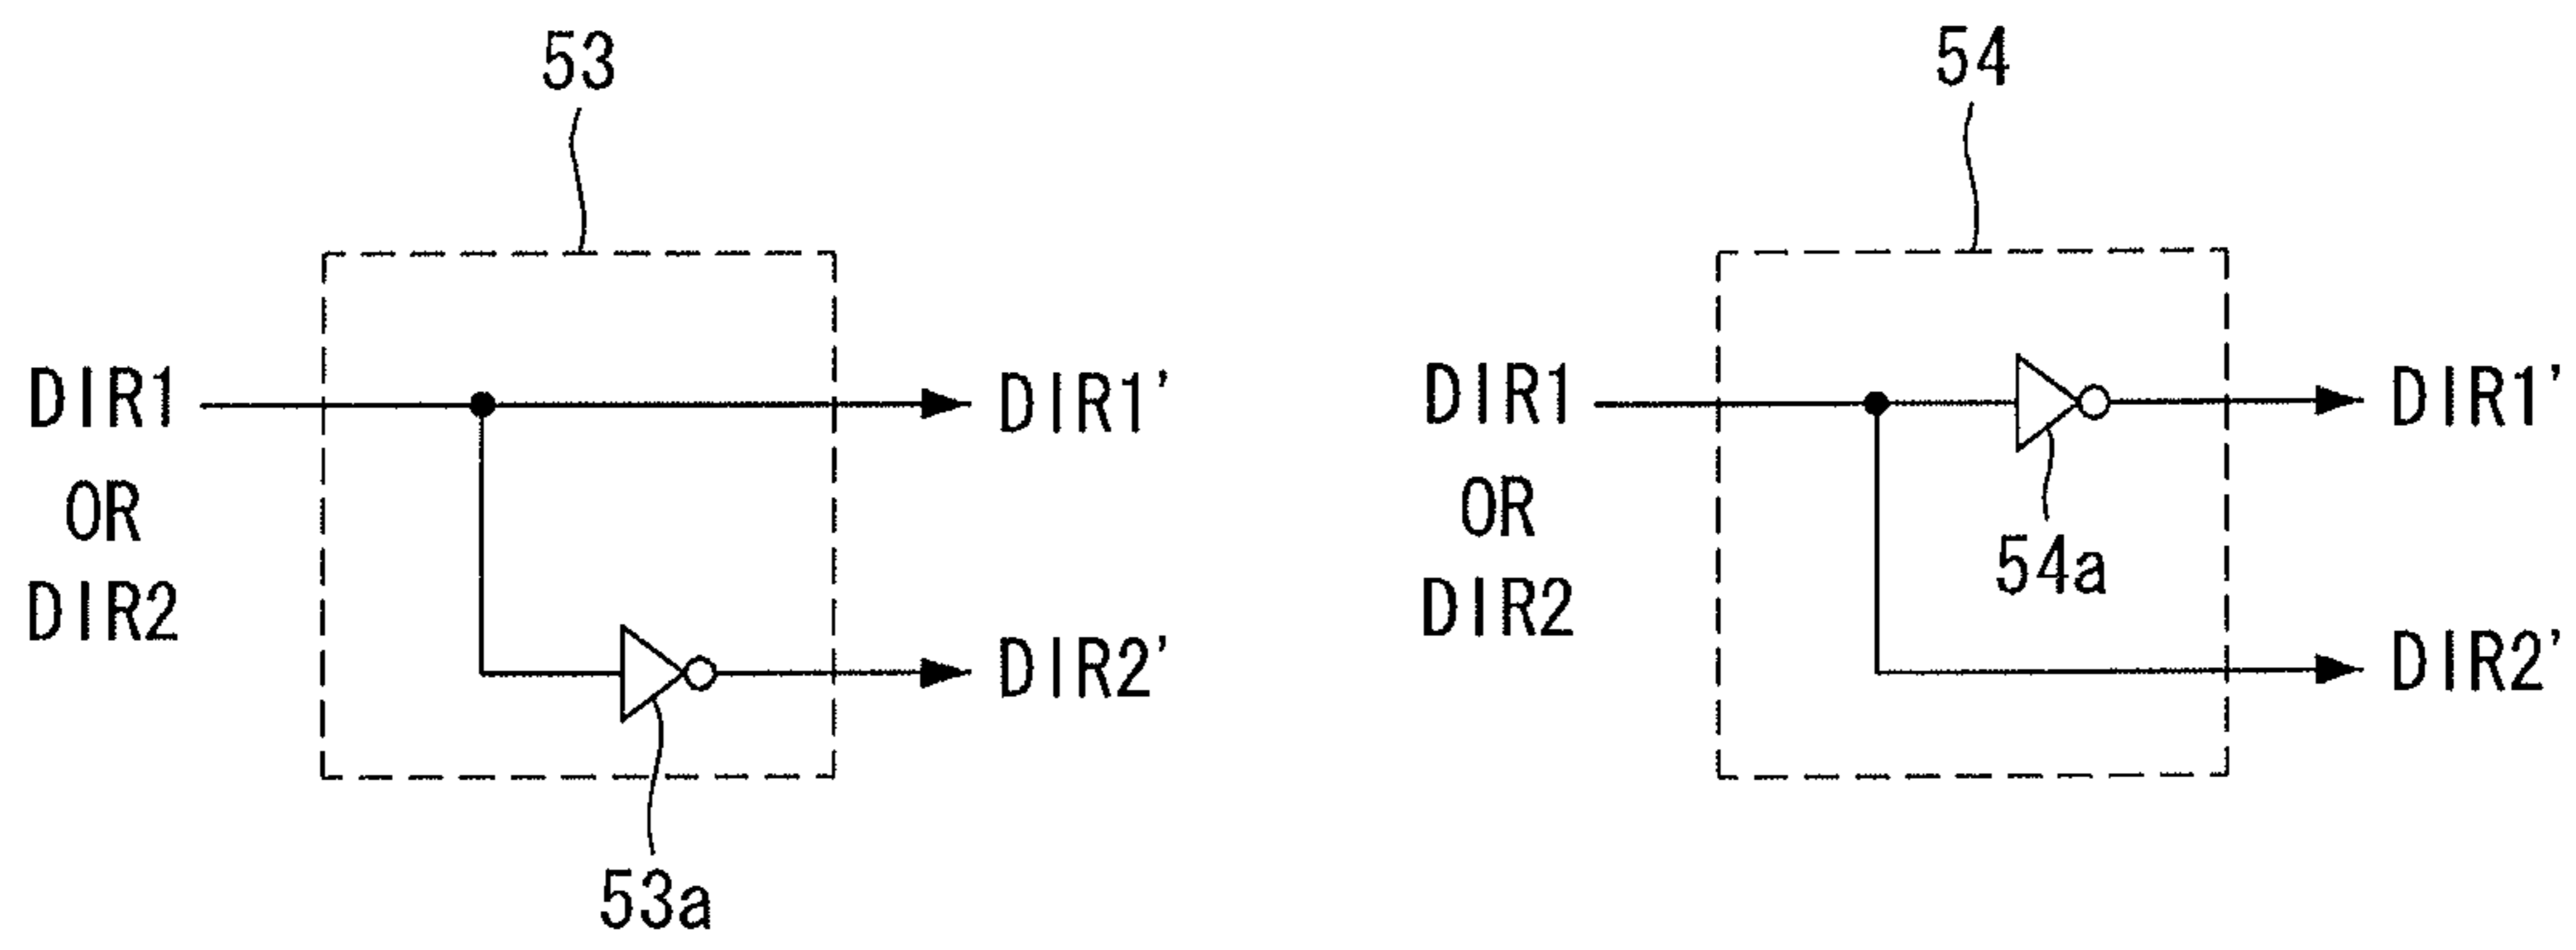 53
DIR1
OR
DIR2
DIR1'
DIR2'
53a
54
DIR1
OR
DIR2
DIR1'
54a
DIR2'